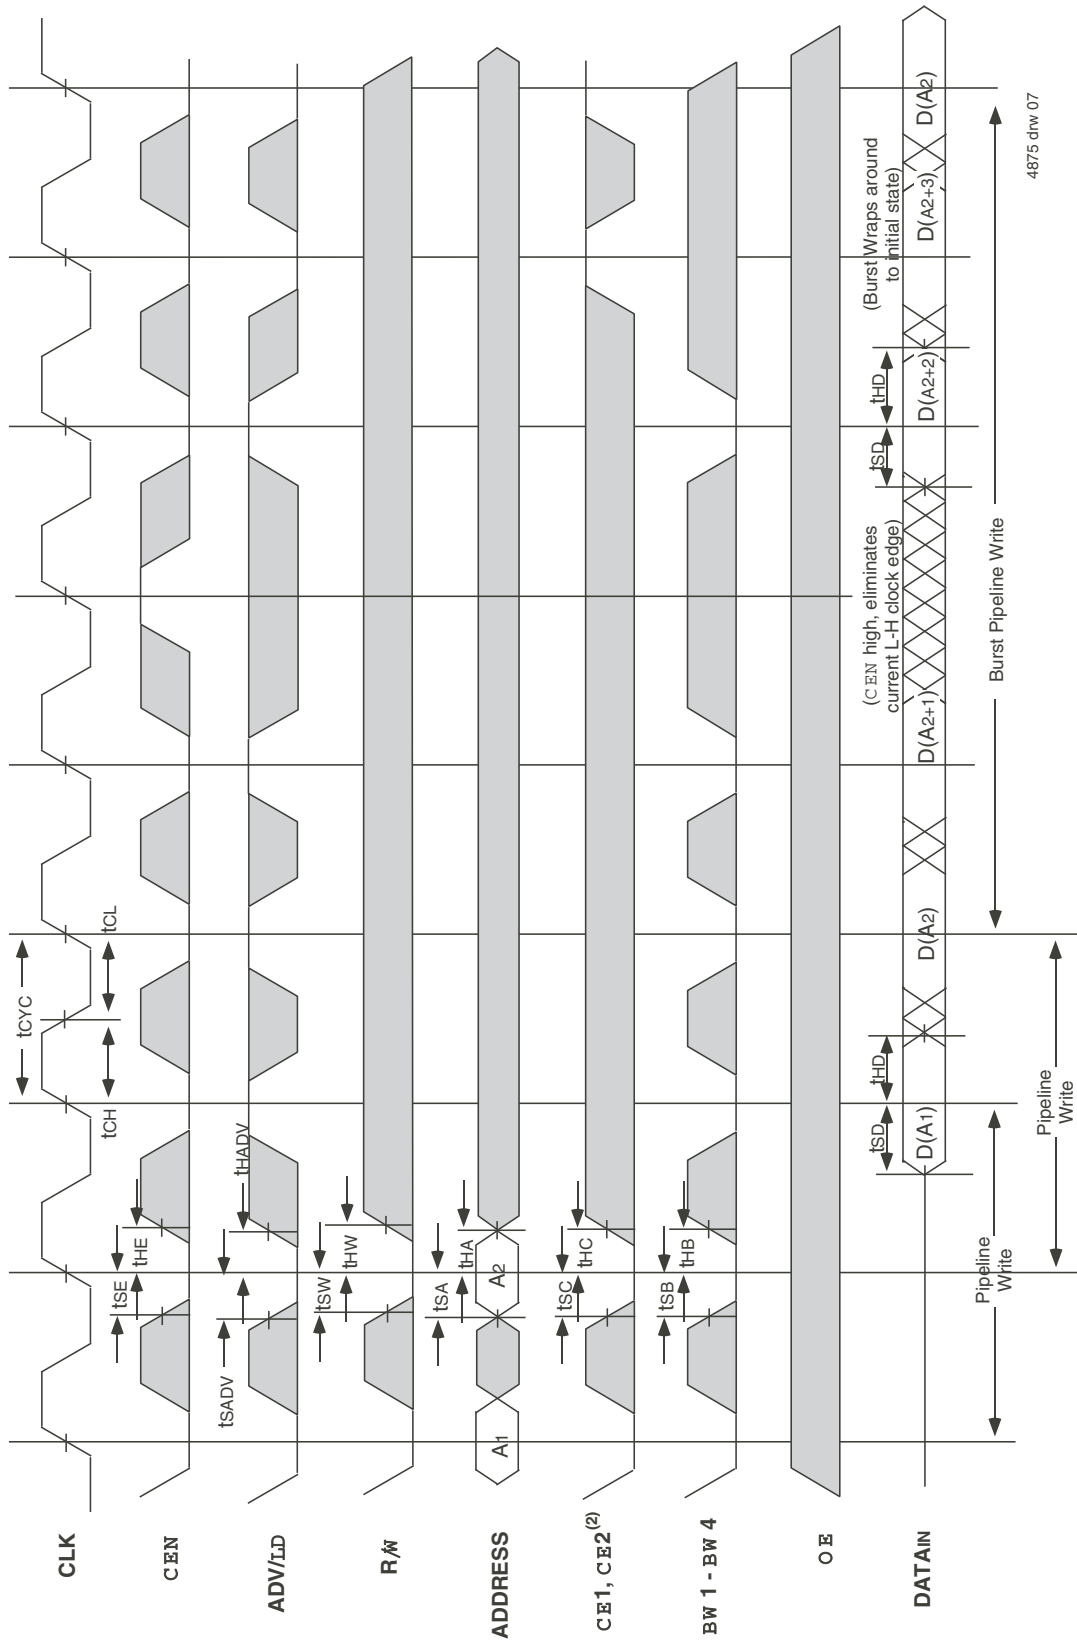 CLK
tCYC
tCH
tCL
CEN
tSE
tHE
ADV/LD
tSADV
tHADV
R/W
tSW
tHW
ADDRESS
A1
tSA
tHA
A2
CE1, CE2(2)
tSC
tHC
BW1 - BW4
tSB
tHB
OE
(CEN high, eliminates
current L-H clock edge)
(Burst Wraps around
to initial state)
tSD
tHD
tSD
tHD
DATAIN
D(A1)
D(A2)
D(A2+1)
D(A2+2)
D(A2+3)
D(A2)
Pipeline
Write
Burst Pipeline Write
Pipeline
Write
4875 drw 07